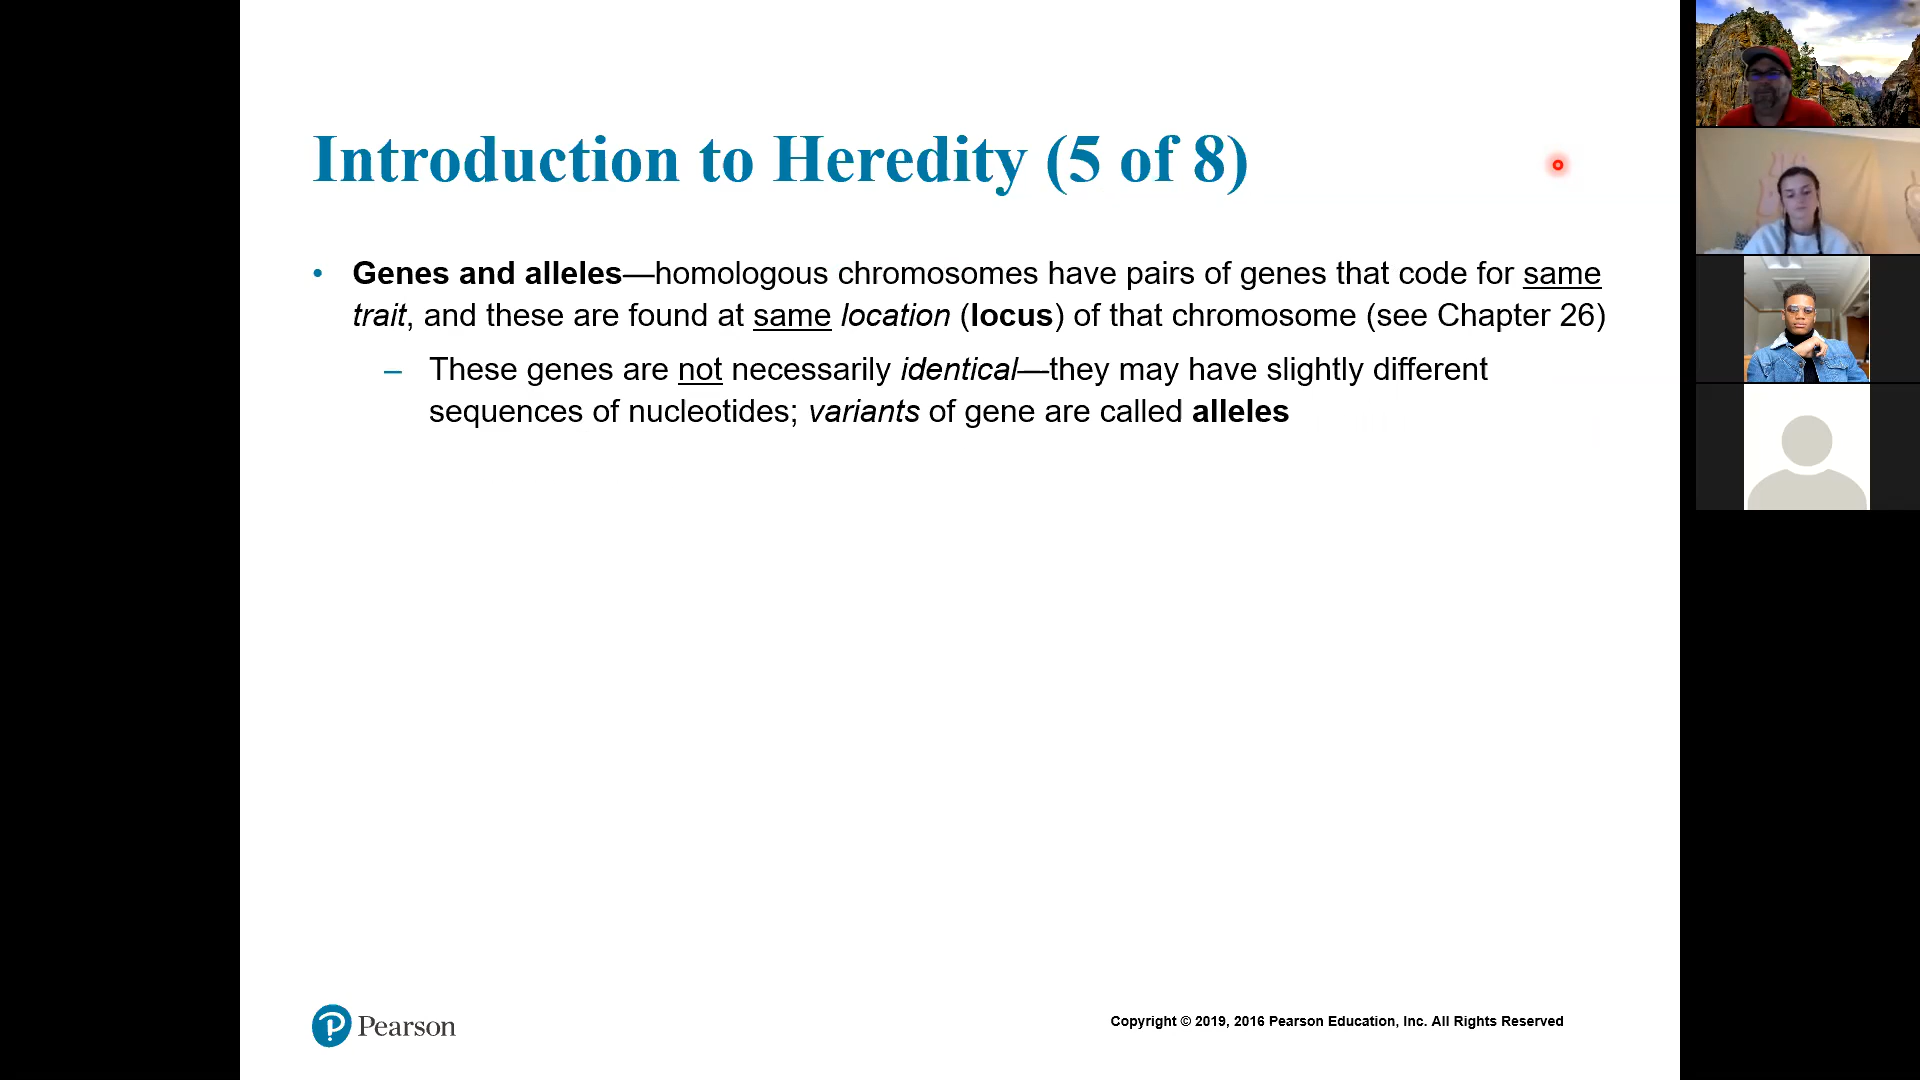 Introduction to Heredity (5 of 8)
• Genes and alleles—homologous chromosomes have pairs of genes that code for same
trait, and these are found at same location (locus) of that chromosome (see Chapter 26)
– These genes are not necessarily identical—they may have slightly different
sequences of nucleotides; variants of gene are called alleles
Pearson
Copyright © 2019, 2016 Pearson Education, Inc. All Rights Reserved